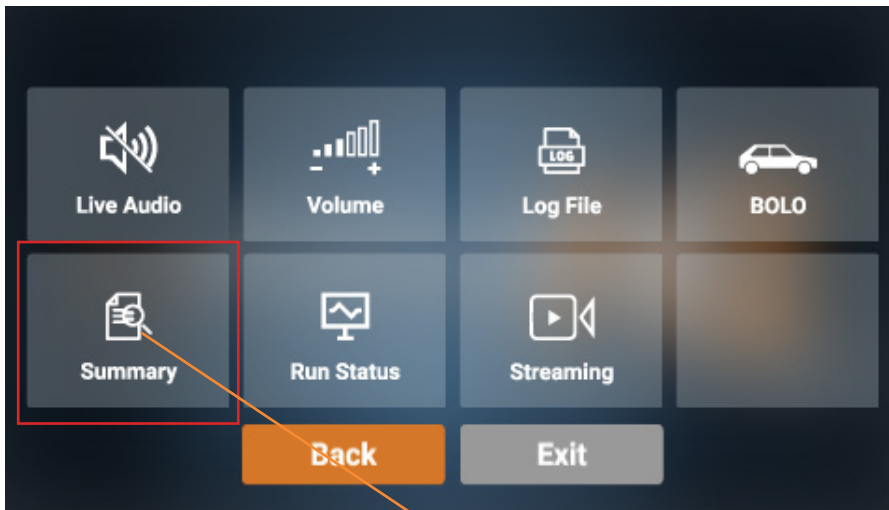 LOG
Live Audio
Volume
Log File
BOLO
Summary
Run Status
Streaming
Back
Exit